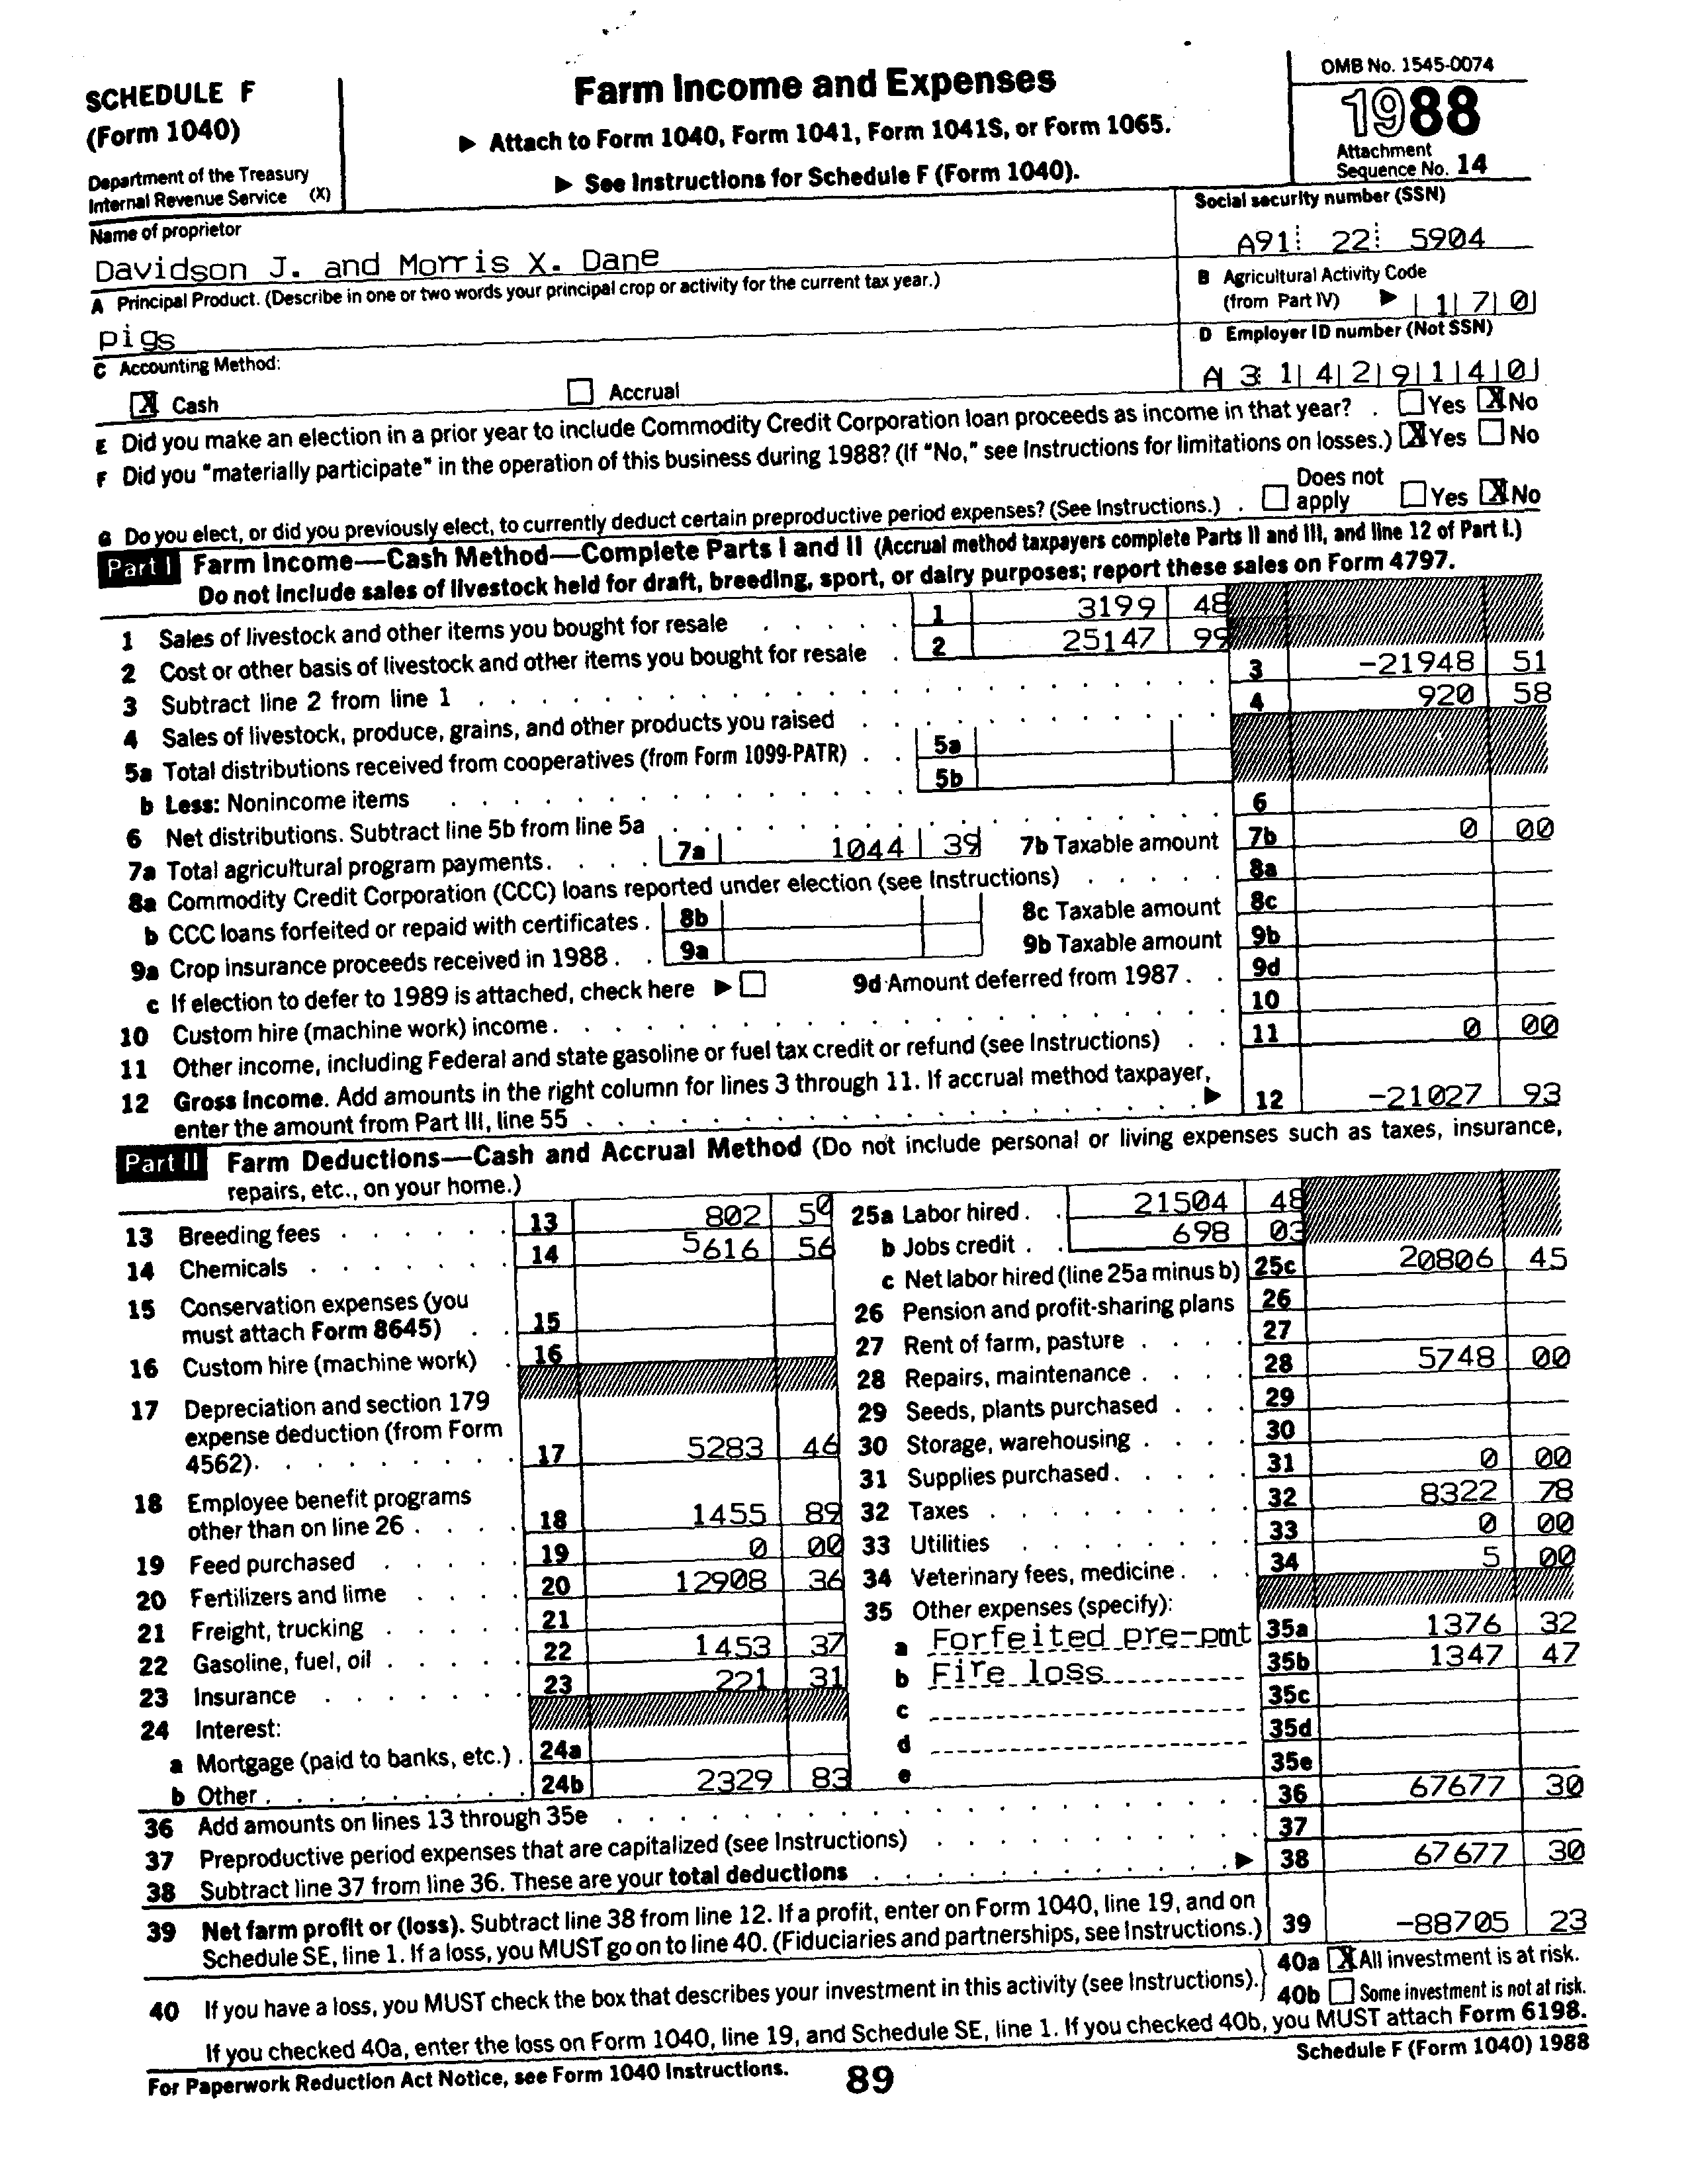 SCHEDULE F
(Form 1040)
Department of the Treasury
Internal Revenue Service (X)
Farm Income and Expenses
▶ Attach to Form 1040, Form 1041, Form 1041S, or Form 1065.
▶ See Instructions for Schedule F (Form 1040).
OMB No. 1545-0074
1988
Attachment
Sequence No. 14
Name of proprietor
Davidson J. and Morris X. Dane
Social security number (SSN)
A91 22 5904
A Principal Product. (Describe in one or two words your principal crop or activity for the current tax year.)
pigs
B Agricultural Activity Code
(from Part IV) ▶ 1 7 0
C Accounting Method:
X Cash Accrual
D Employer ID number (Not SSN)
A 3 1 4 2 9 1 4 0
E Did you make an election in a prior year to include Commodity Credit Corporation loan proceeds as income in that year? . Yes X No
F Did you "materially participate" in the operation of this business during 1988? (If "No," see Instructions for limitations on losses.) X Yes No
G Do you elect, or did you previously elect, to currently deduct certain preproductive period expenses? (See Instructions.) . Does not apply Yes X No
Part I Farm Income—Cash Method—Complete Parts I and II (Accrual method taxpayers complete Parts II and III, and line 12 of Part I.)
Do not include sales of livestock held for draft, breeding, sport, or dairy purposes; report these sales on Form 4797.
1 Sales of livestock and other items you bought for resale 1 3199 48
2 Cost or other basis of livestock and other items you bought for resale 2 25147 99
3 Subtract line 2 from line 1 3 -21948 51
4 Sales of livestock, produce, grains, and other products you raised 4 920 58
5a Total distributions received from cooperatives (from Form 1099-PATR) 5a
b Less: Nonincome items 5b
6 Net distributions. Subtract line 5b from line 5a 6
7a Total agricultural program payments. 7a 1044 39 7b Taxable amount 7b 0 00
8a Commodity Credit Corporation (CCC) loans reported under election (see Instructions) 8a
b CCC loans forfeited or repaid with certificates . 8b 8c Taxable amount 8c
9a Crop insurance proceeds received in 1988 . 9a 9b Taxable amount 9b
c If election to defer to 1989 is attached, check here ▶ 9d Amount deferred from 1987 . 9d
10 Custom hire (machine work) income. 10
11 Other income, including Federal and state gasoline or fuel tax credit or refund (see Instructions) 11 0 00
12 Gross Income. Add amounts in the right column for lines 3 through 11. If accrual method taxpayer,
enter the amount from Part III, line 55 ▶ 12 -21027 93
Part II Farm Deductions—Cash and Accrual Method (Do not include personal or living expenses such as taxes, insurance,
repairs, etc., on your home.)
13 Breeding fees 13 802 50
14 Chemicals 14 5616 56
15 Conservation expenses (you
must attach Form 8645) 15
16 Custom hire (machine work) 16
17 Depreciation and section 179
expense deduction (from Form
4562). 17 5283 46
18 Employee benefit programs
other than on line 26 . 18 1455 89
19 Feed purchased 19 0 00
20 Fertilizers and lime 20 12908 36
21 Freight, trucking 21
22 Gasoline, fuel, oil 22 1453 37
23 Insurance 23 221 31
24 Interest:
a Mortgage (paid to banks, etc.) . 24a
b Other . 24b 2329 83
25a Labor hired . 21504 48
b Jobs credit . 698 03
c Net labor hired (line 25a minus b) 25c 20806 45
26 Pension and profit-sharing plans 26
27 Rent of farm, pasture 27
28 Repairs, maintenance 28 5748 00
29 Seeds, plants purchased 29
30 Storage, warehousing 30
31 Supplies purchased . 31 0 00
32 Taxes 32 8322 78
33 Utilities 33 0 00
34 Veterinary fees, medicine . 34 5 00
35 Other expenses (specify):
a Forfeited pre-pmt 35a 1376 32
b Fire loss 35b 1347 47
c 35c
d 35d
e 35e
36 Add amounts on lines 13 through 35e 36 67677 30
37 Preproductive period expenses that are capitalized (see Instructions) 37
38 Subtract line 37 from line 36. These are your total deductions ▶ 38 67677 30
39 Net farm profit or (loss). Subtract line 38 from line 12. If a profit, enter on Form 1040, line 19, and on
Schedule SE, line 1. If a loss, you MUST go on to line 40. (Fiduciaries and partnerships, see Instructions.) 39 -88705 23
40 If you have a loss, you MUST check the box that describes your investment in this activity (see Instructions). 40a X All investment is at risk.
40b Some investment is not at risk.
If you checked 40a, enter the loss on Form 1040, line 19, and Schedule SE, line 1. If you checked 40b, you MUST attach Form 6198.
For Paperwork Reduction Act Notice, see Form 1040 Instructions. 89 Schedule F (Form 1040) 1988